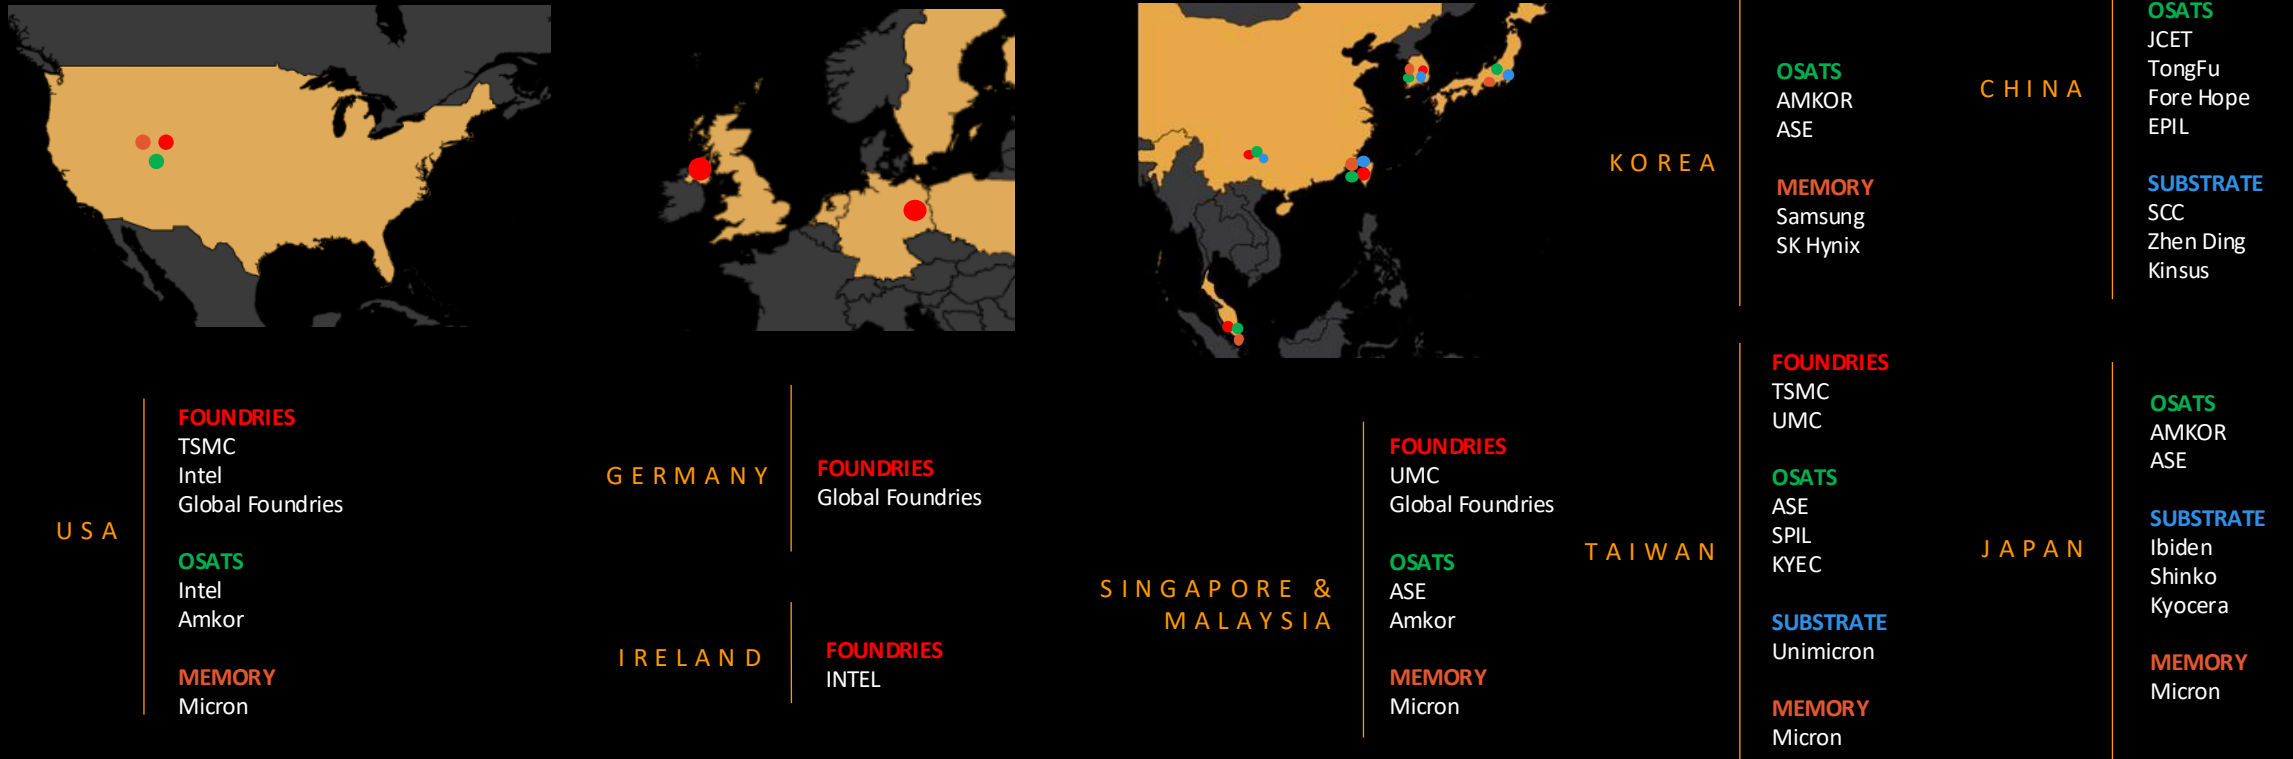 USA
FOUNDRIES
TSMC
Intel
Global Foundries
OSATS
Intel
Amkor
MEMORY
Micron
GERMANY
FOUNDRIES
Global Foundries
IRELAND
FOUNDRIES
INTEL
SINGAPORE &
MALAYSIA
FOUNDRIES
UMC
Global Foundries
OSATS
ASE
Amkor
MEMORY
Micron
KOREA
OSATS
AMKOR
ASE
MEMORY
Samsung
SK Hynix
TAIWAN
FOUNDRIES
TSMC
UMC
OSATS
ASE
SPIL
KYEC
SUBSTRATE
Unimicron
MEMORY
Micron
CHINA
OSATS
JCET
TongFu
Fore Hope
EPIL
SUBSTRATE
SCC
Zhen Ding
Kinsus
JAPAN
OSATS
AMKOR
ASE
SUBSTRATE
Ibiden
Shinko
Kyocera
MEMORY
Micron